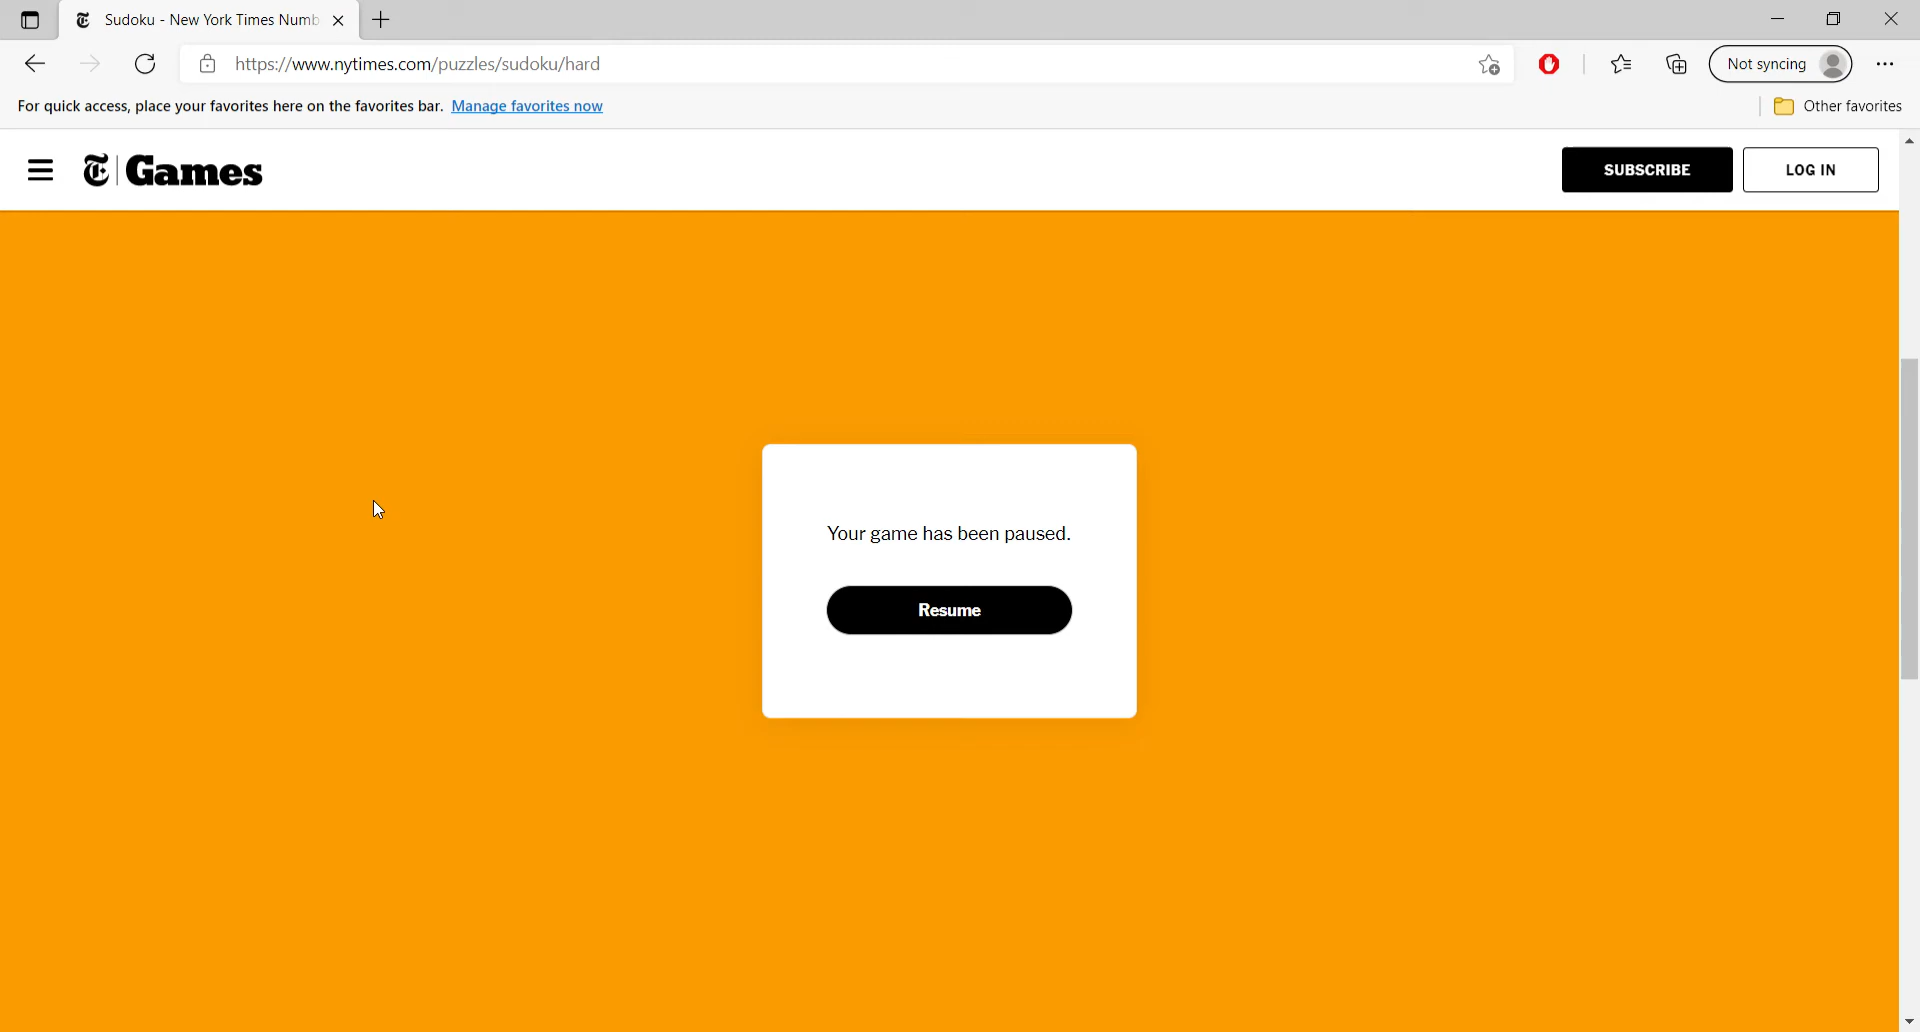 Sudoku - New York Times Numb
https://www.nytimes.com/puzzles/sudoku/hard
Not syncing
For quick access, place your favorites here on the favorites bar. Manage favorites now
Other favorites
T Games
SUBSCRIBE
LOG IN
Your game has been paused.
Resume